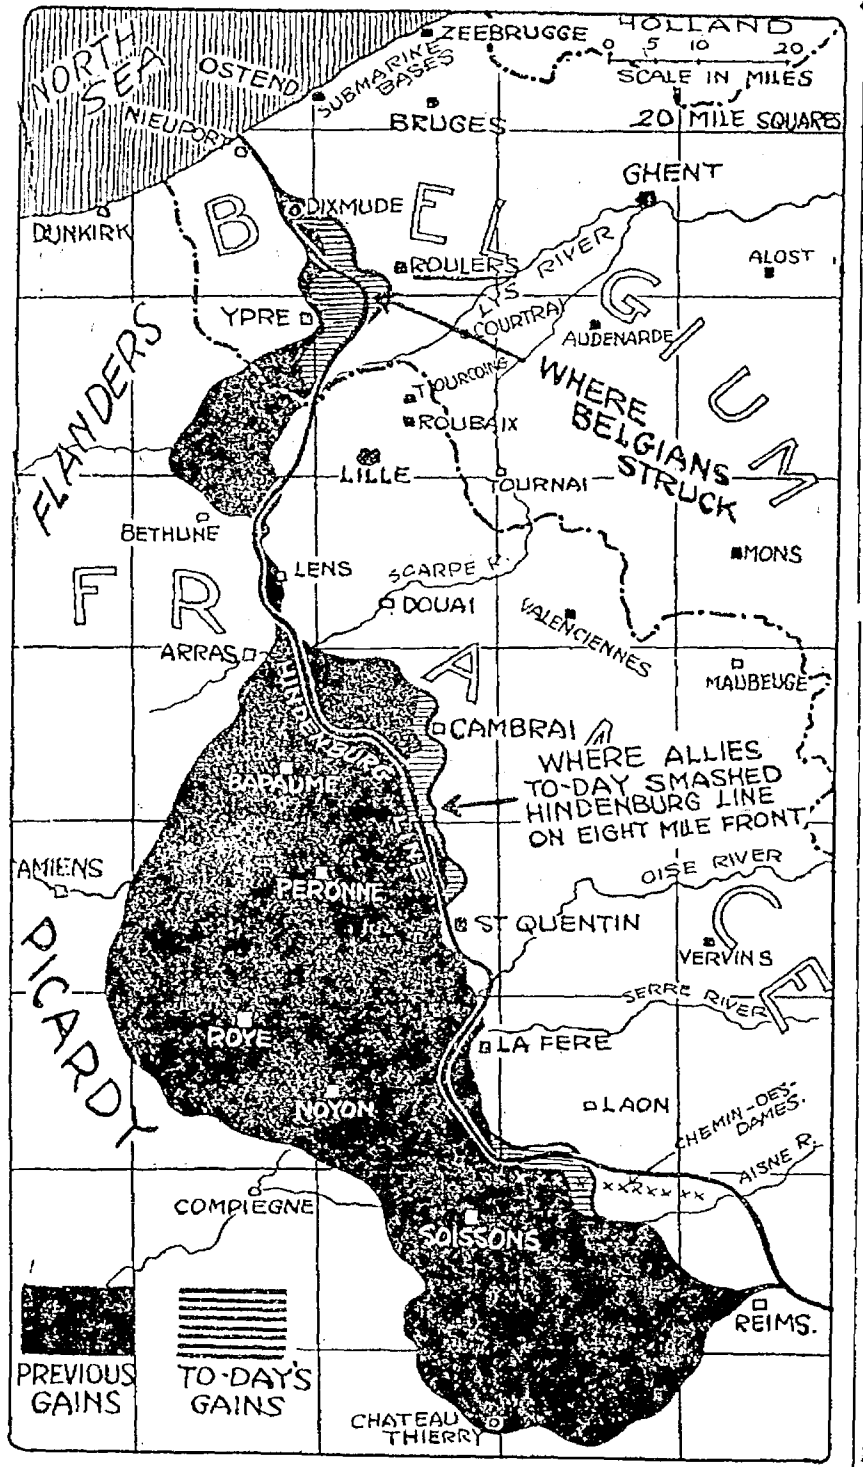 HOLLAND
ZEEBRUGGE
0 5 10 20
SCALE IN MILES
20 MILE SQUARES
NORTH
SEA
OSTEND
SUBMARINE
BASES
NIEUPORT
BRUGES
GHENT
DUNKIRK
BELGIUM
DIXMUDE
ROULERS
LYS RIVER
ALOST
YPRE
COURTRAI
AUDENARDE
FLANDERS
TOURCOING
ROUBAIX
WHERE
BELGIANS
STRUCK
LILLE
TOURNAI
BETHUNE
MONS
LENS
SCARPE R.
DOUAI
VALENCIENNES
FRANCE
ARRAS
MAUBEUGE
HINDENBURG LINE
CAMBRAI
BAPAUME
WHERE ALLIES
TO-DAY SMASHED
HINDENBURG LINE
ON EIGHT MILE FRONT
AMIENS
PERONNE
OISE RIVER
ST QUENTIN
VERVINS
PICARDY
SERRE RIVER
ROYE
LA FERE
NOYON
LAON
CHEMIN-DES-
DAMES.
AISNE R.
xxxxxxx
COMPIEGNE
SOISSONS
REIMS.
PREVIOUS
GAINS
TO-DAY'S
GAINS
CHATEAU
THIERRY